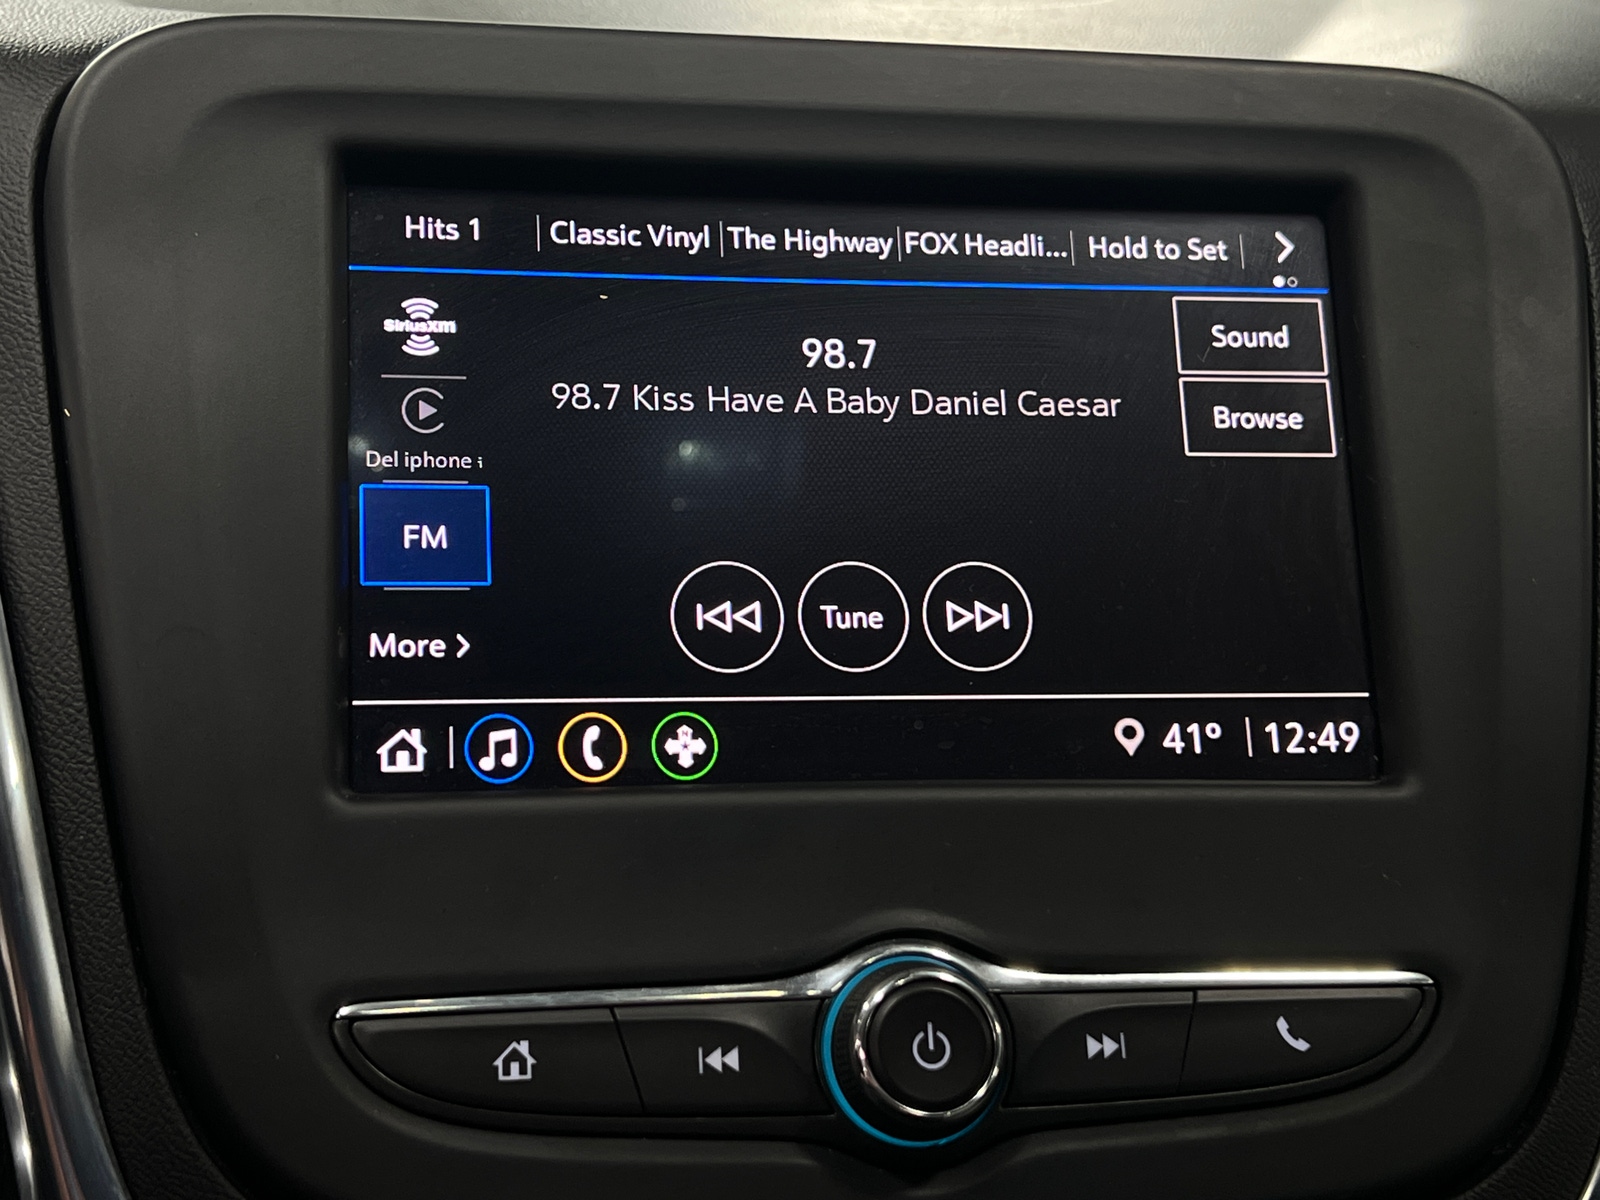 Hits 1 Classic Vinyl The Highway FOX Headli... Hold to Set
SiriusXM
Sound
98.7
98.7 Kiss Have A Baby Daniel Caesar
Browse
Del iphone i
FM
Tune
More
41° 12:49